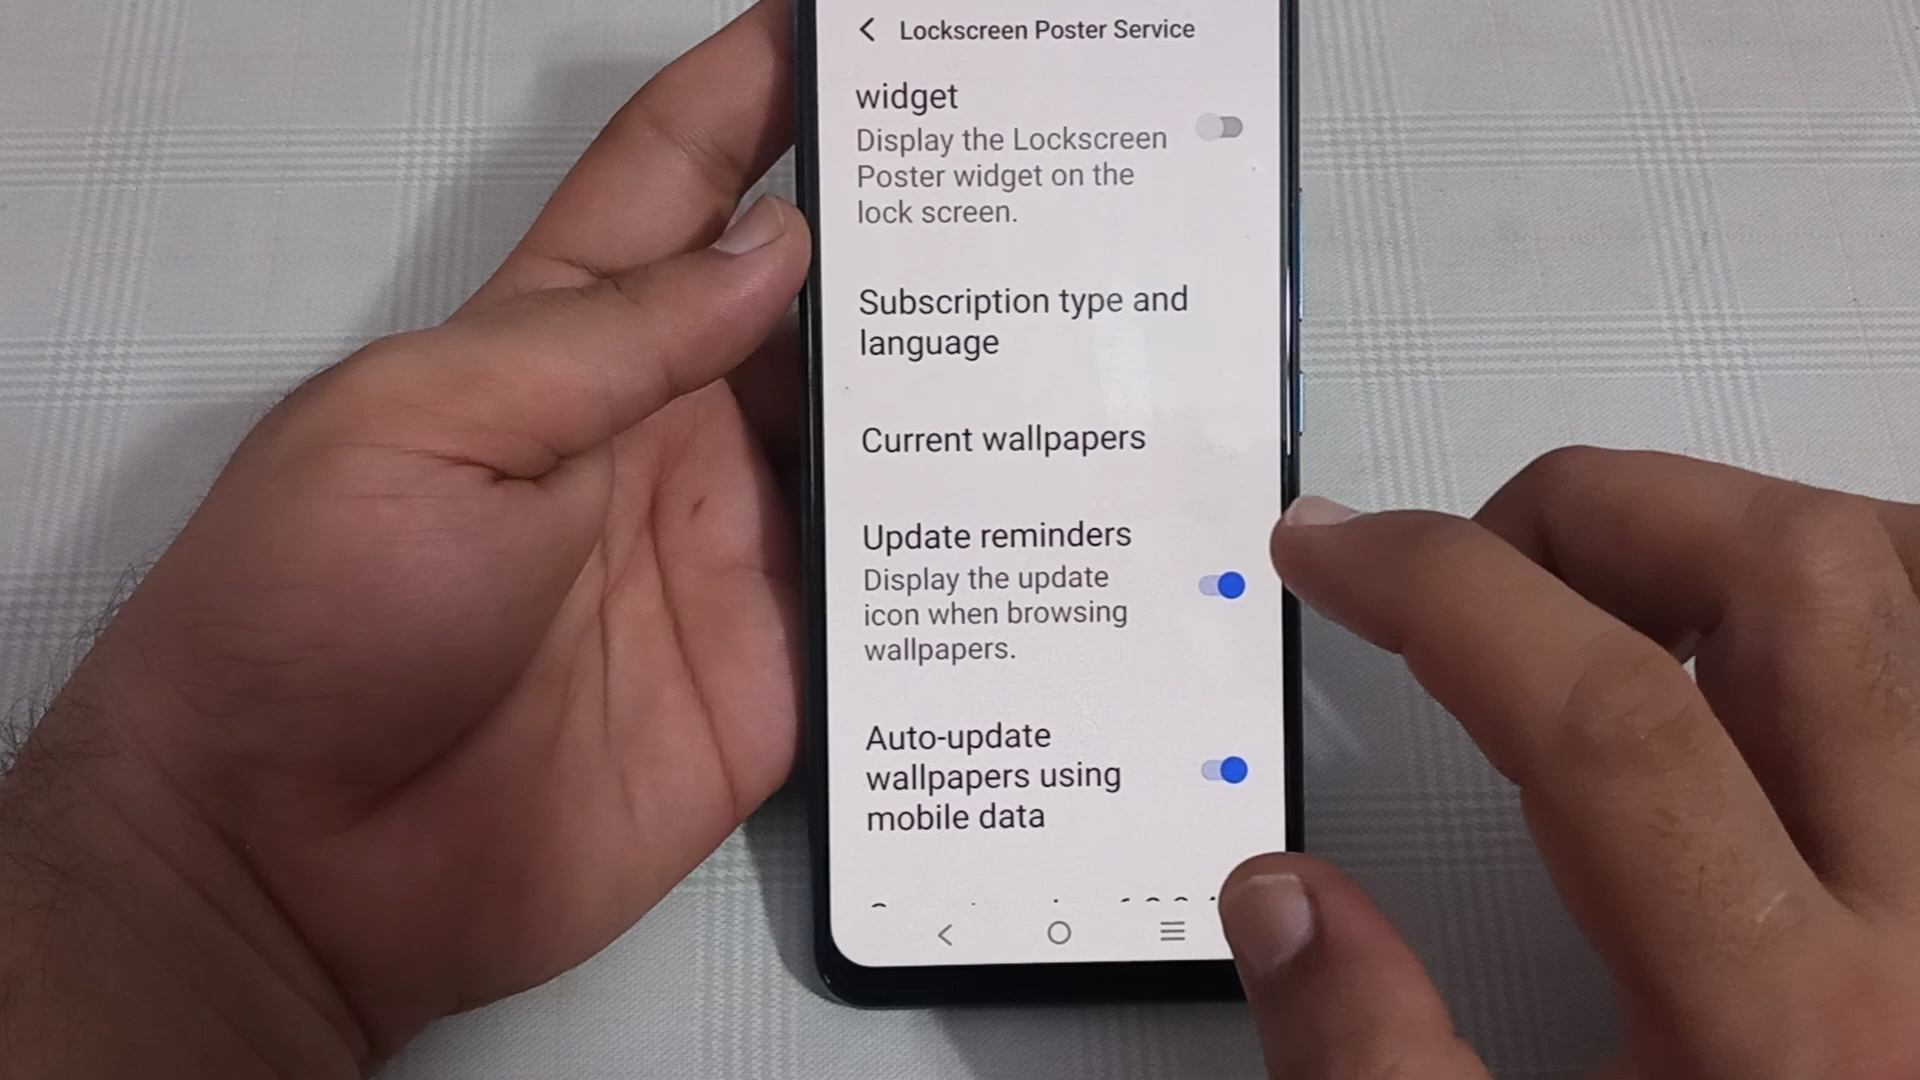 Lockscreen Poster Service
widget
Display the Lockscreen
Poster widget on the
lock screen.
Subscription type and
language
Current wallpapers
Update reminders
Display the update
icon when browsing
wallpapers.
Auto-update
wallpapers using
mobile data